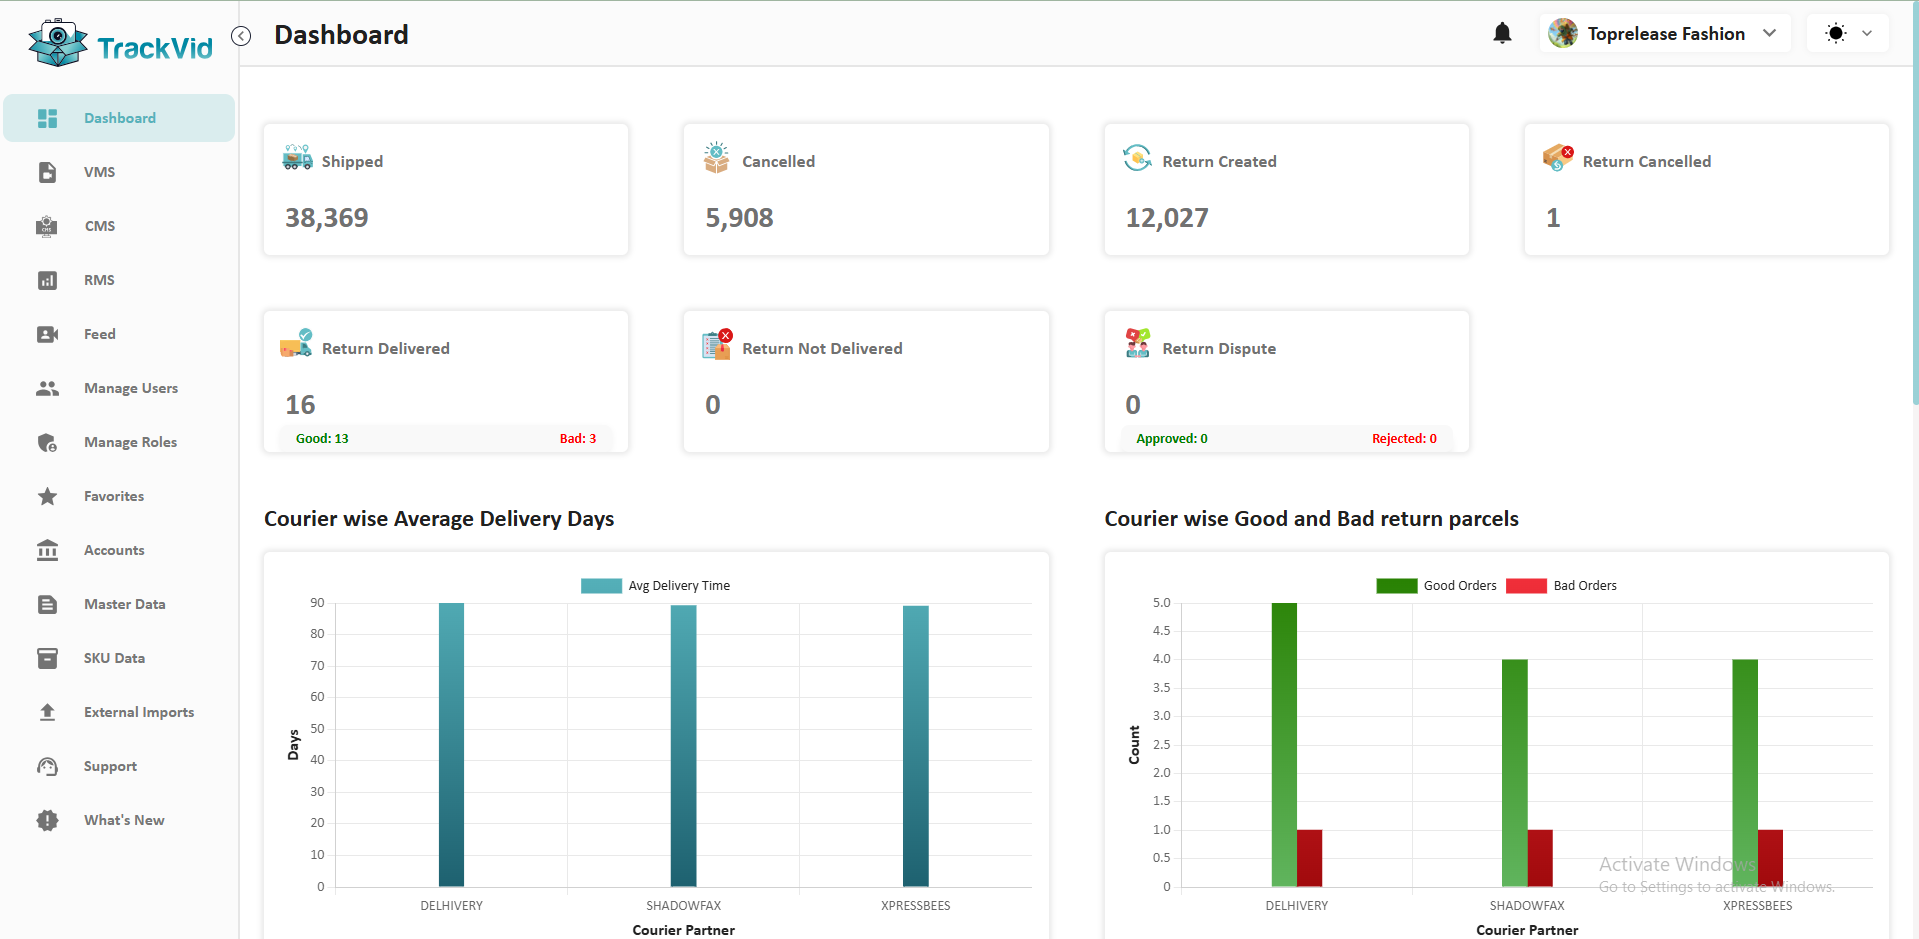 TrackVid
Dashboard
Toprelease Fashion
Dashboard
VMS
CMS
RMS
Feed
Manage Users
Manage Roles
Favorites
Accounts
Master Data
SKU Data
External Imports
Support
What's New
Shipped
38,369
Cancelled
5,908
Return Created
12,027
Return Cancelled
1
Return Delivered
16
Good: 13 Bad: 3
Return Not Delivered
0
Return Dispute
0
Approved: 0 Rejected: 0
Courier wise Average Delivery Days
Avg Delivery Time
90
80
70
60
50
40
30
20
10
0
Days
DELHIVERY SHADOWFAX XPRESSBEES
Courier Partner
Courier wise Good and Bad return parcels
Good Orders Bad Orders
5.0
4.5
4.0
3.5
3.0
2.5
2.0
1.5
1.0
0.5
0
Count
DELHIVERY SHADOWFAX XPRESSBEES
Courier Partner
Activate Windows
Go to Settings to activate Windows.